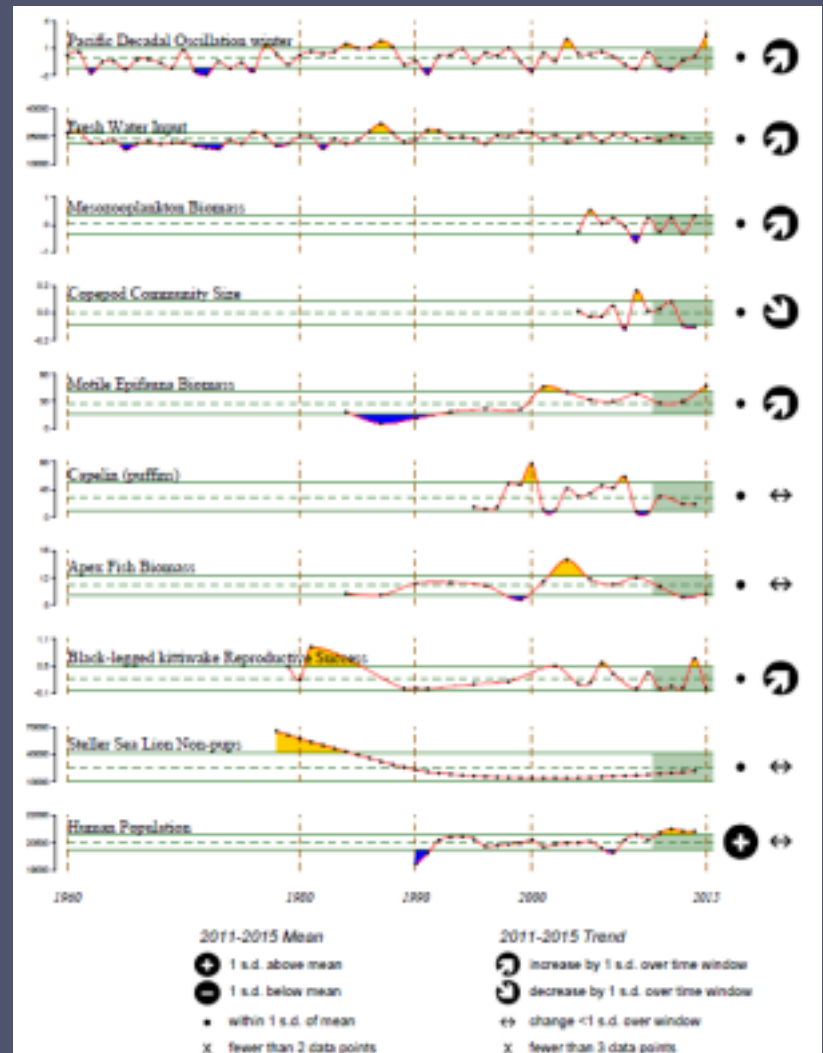 Pacific Decadal Oscillation winter
Fresh Water Input
Mesozooplankton Biomass
Copepod Community Size
Motile Epifauna Biomass
Capelin (puffins)
Apex Fish Biomass
Black-legged kittiwake Reproductive Success
Steller Sea Lion Non-pups
Human Population
1960 1980 1990 2000 2015
2011-2015 Mean
1 s.d. above mean
1 s.d. below mean
within 1 s.d. of mean
x fewer than 2 data points
2011-2015 Trend
increase by 1 s.d. over time window
decrease by 1 s.d. over time window
change <1 s.d. over window
x fewer than 3 data points